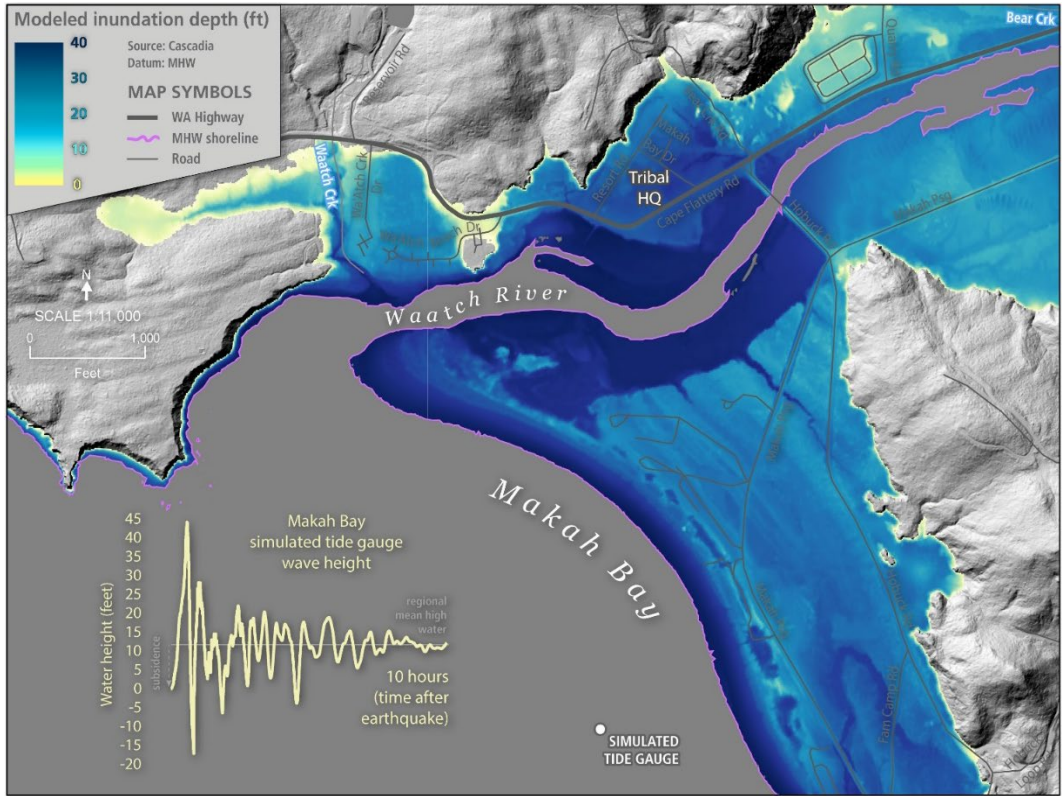 Modeled inundation depth (ft)
40
30
20
10
0
Source: Cascadia
Datum: MHW
MAP SYMBOLS
WA Highway
MHW shoreline
Road
N
SCALE 1:11,000
0
1,000
Feet
Bear Crk
Waatch Crk
Makah
Bay Dr
Tribal
HQ
Cape Flattery Rd
Makah Psg
Waatch River
Makah Bay
Makah Bay
simulated tide gauge
wave height
Water height (feet)
45
40
35
30
25
20
15
10
5
0
-5
-10
-15
-20
subsidence
regional
mean high
water
10 hours
(time after
earthquake)
SIMULATED
TIDE GAUGE